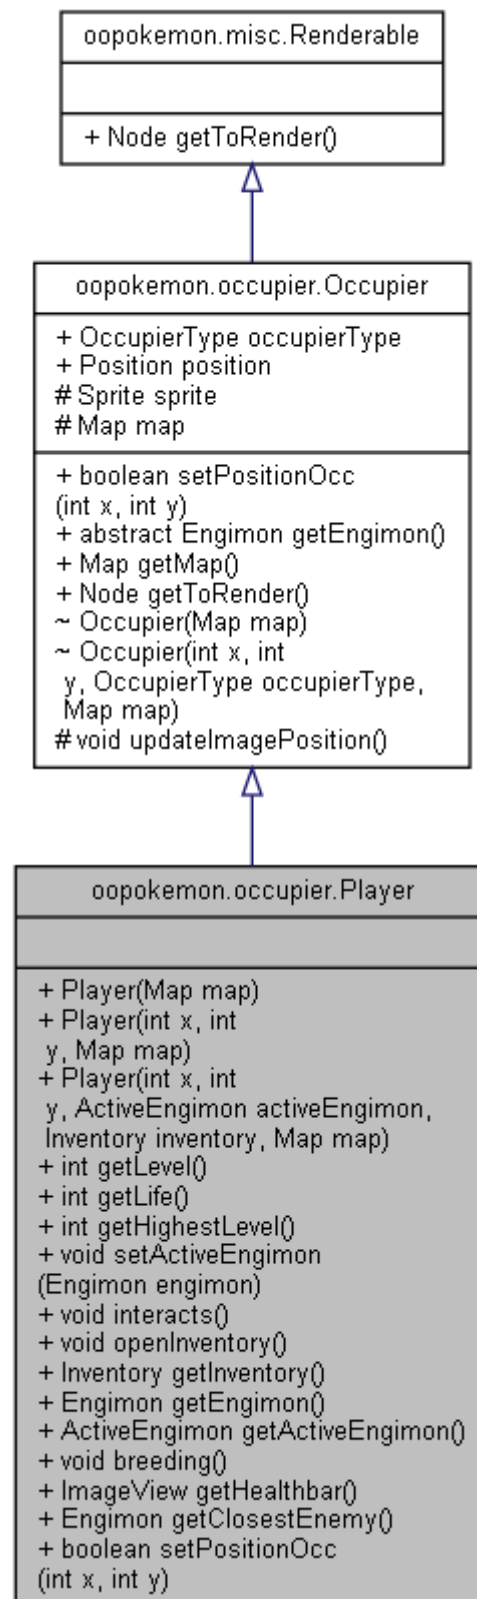 oopokemon.misc.Renderable
+ Node getToRender()
oopokemon.occupier.Occupier
+ OccupierType occupierType
+ Position position
# Sprite sprite
# Map map
+ boolean setPositionOcc
(int x, int y)
+ abstract Engimon getEngimon()
+ Map getMap()
+ Node getToRender()
~ Occupier(Map map)
~ Occupier(int x, int
y, OccupierType occupierType,
Map map)
# void updateImagePosition()
oopokemon.occupier.Player
+ Player(Map map)
+ Player(int x, int
y, Map map)
+ Player(int x, int
y, ActiveEngimon activeEngimon,
Inventory inventory, Map map)
+ int getLevel()
+ int getLife()
+ int getHighestLevel()
+ void setActiveEngimon
(Engimon engimon)
+ void interacts()
+ void openInventory()
+ Inventory getInventory()
+ Engimon getEngimon()
+ ActiveEngimon getActiveEngimon()
+ void breeding()
+ ImageView getHealthbar()
+ Engimon getClosestEnemy()
+ boolean setPositionOcc
(int x, int y)